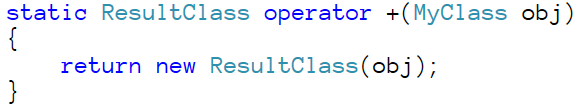 static ResultClass operator +(MyClass obj)
{
    return new ResultClass(obj);
}